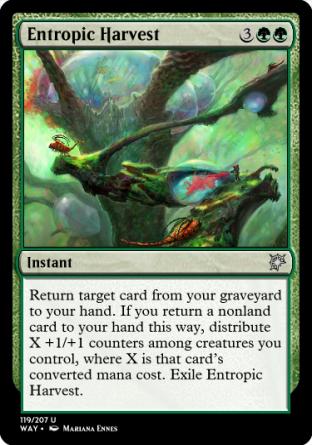 Entropic Harvest 3
Instant
Return target card from your graveyard
to your hand. If you return a nonland
card to your hand this way, distribute
X +1/+1 counters among creatures you
control, where X is that card's
converted mana cost. Exile Entropic
Harvest.
119/207 U
WAY • Mariana Ennes